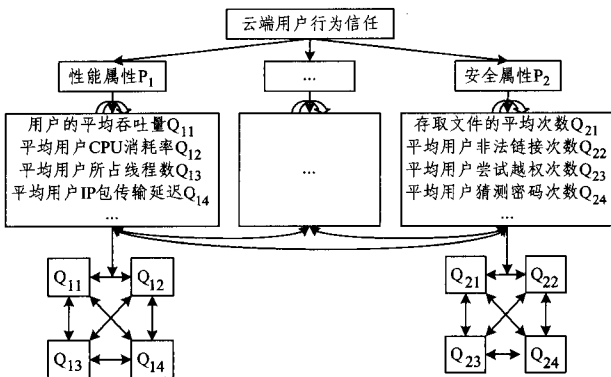 云端用户行为信任
性能属性P1
...
安全属性P2
用户的平均吞吐量Q11
平均用户CPU消耗率Q12
平均用户所占线程数Q13
平均用户IP包传输延迟Q14
...
...
存取文件的平均次数Q21
平均用户非法链接次数Q22
平均用户尝试越权次数Q23
平均用户猜测密码次数Q24
...
Q11 Q12
Q13 Q14
Q21 Q22
Q23 Q24